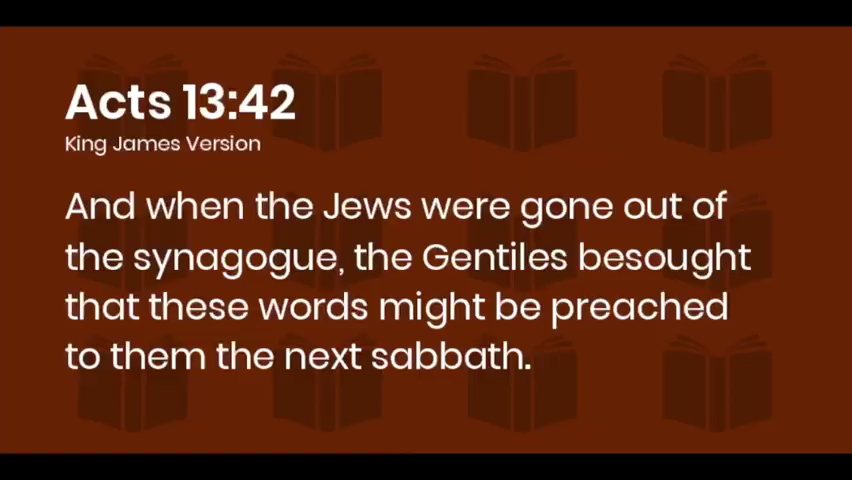 Acts 13:42
King James Version
And when the Jews were gone out of
the synagogue, the Gentiles besought
that these words might be preached
to them the next sabbath.